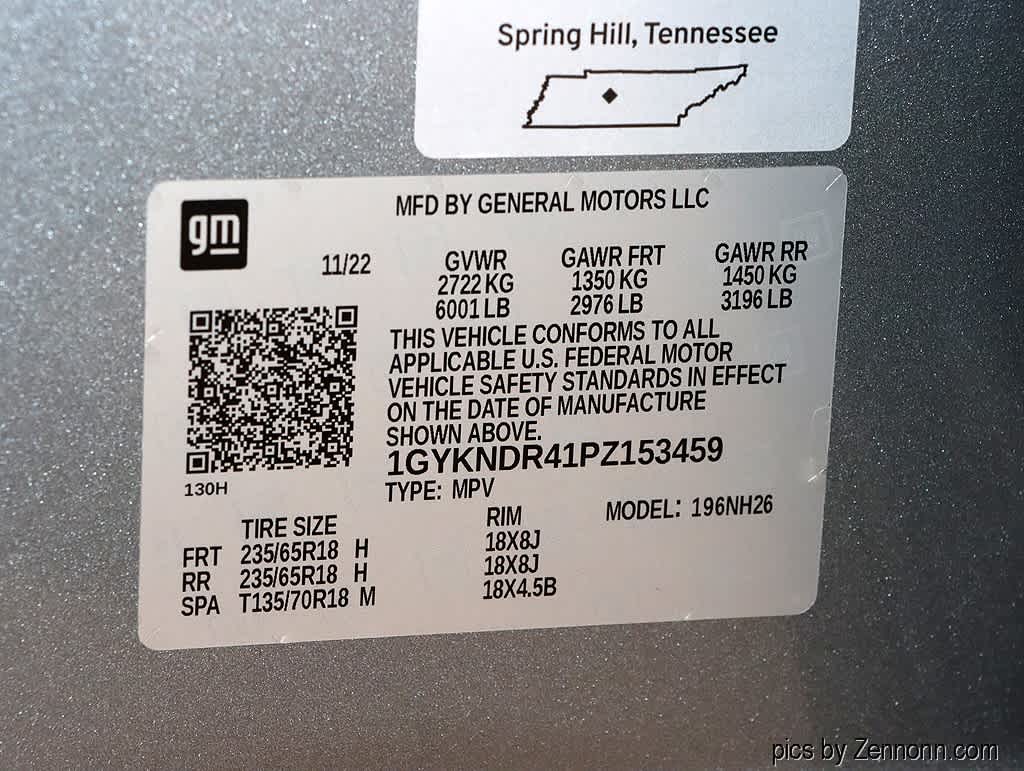 Spring Hill, Tennessee
gm
MFD BY GENERAL MOTORS LLC
11/22
GVWR GAWR FRT GAWR RR
2722 KG 1350 KG 1450 KG
6001 LB 2976 LB 3196 LB
THIS VEHICLE CONFORMS TO ALL
APPLICABLE U.S. FEDERAL MOTOR
VEHICLE SAFETY STANDARDS IN EFFECT
ON THE DATE OF MANUFACTURE
SHOWN ABOVE.
1GYKNDR41PZ153459
130H
TYPE: MPV
MODEL: 196NH26
TIRE SIZE RIM
FRT 235/65R18 H 18X8J
RR 235/65R18 H 18X8J
SPA T135/70R18 M 18X4.5B
pics by Zennonn.com